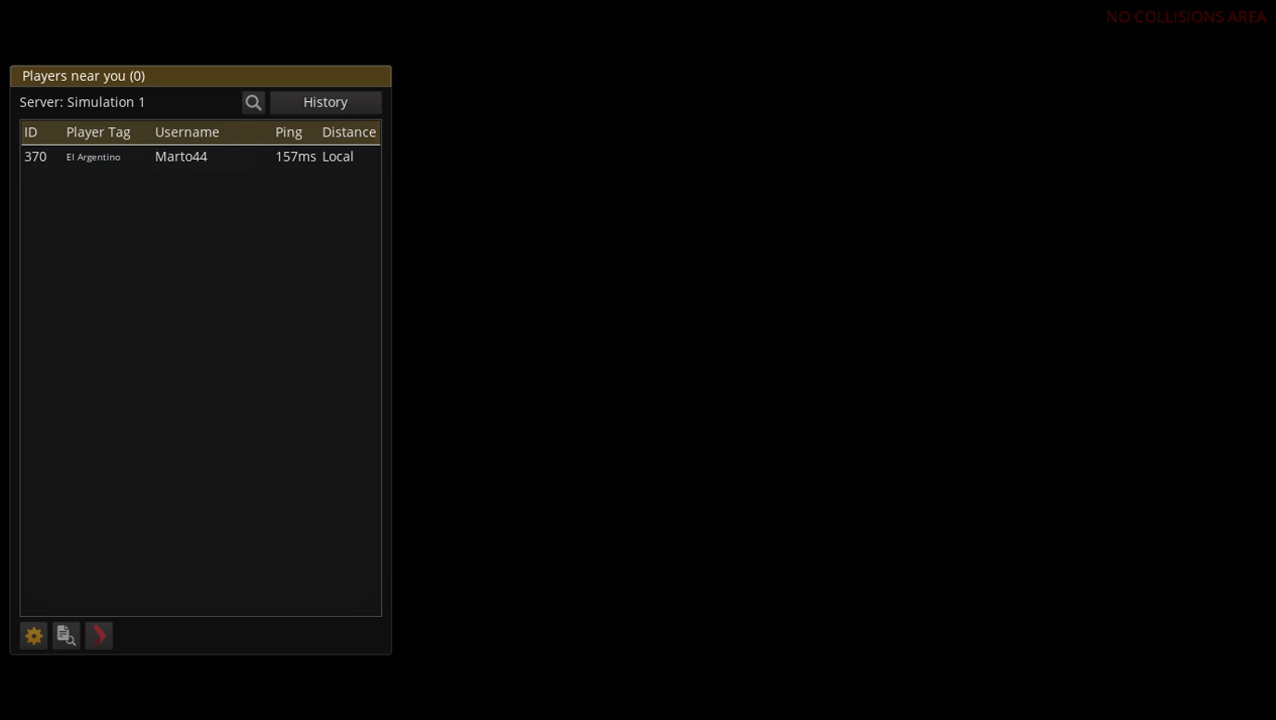 NO COLLISIONS AREA
Players near you (0)
Server: Simulation 1
History
ID Player Tag Username Ping Distance
370 El Argentino Marto44 157ms Local